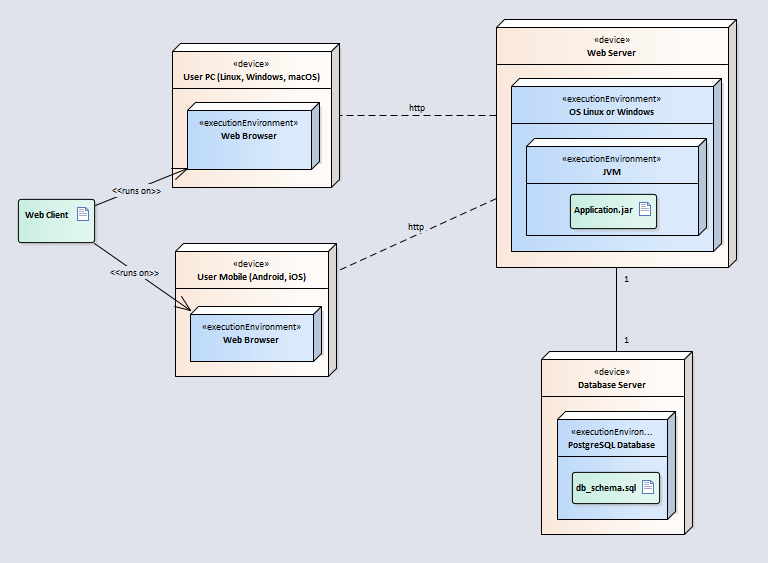 «device»
User PC (Linux, Windows, macOS)
«executionEnvironment»
Web Browser
http
«device»
Web Server
«executionEnvironment»
OS Linux or Windows
«executionEnvironment»
JVM
Application.jar
<<runs on>>
Web Client
<<runs on>>
http
«device»
User Mobile (Android, iOS)
«executionEnvironment»
Web Browser
1
1
«device»
Database Server
«executionEnviron...
PostgreSQL Database
db_schema.sql